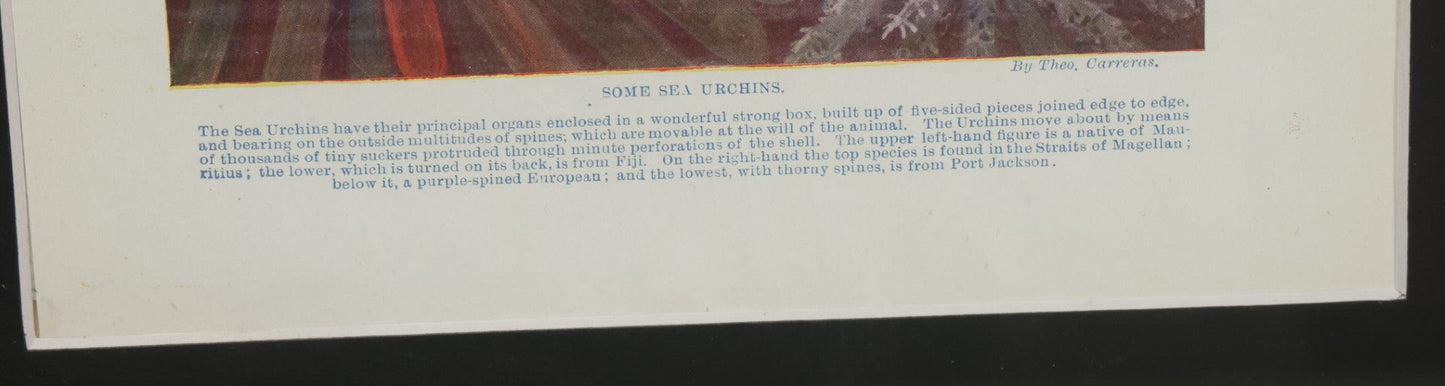 By Theo. Carreras.
SOME SEA URCHINS.
The Sea Urchins have their principal organs enclosed in a wonderful strong box, built up of five-sided pieces joined edge to edge,
and bearing on the outside multitudes of spines; which are movable at the will of the animal. The Urchins move about by means
of thousands of tiny suckers protruded through minute perforations of the shell. The upper left-hand figure is a native of Mau-
ritius; the lower, which is turned on its back, is from Fiji. On the right-hand the top species is found in the Straits of Magellan;
below it, a purple-spined European; and the lowest, with thorny spines, is from Port Jackson.